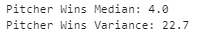 Pitcher Wins Median: 4.0
Pitcher Wins Variance: 22.7